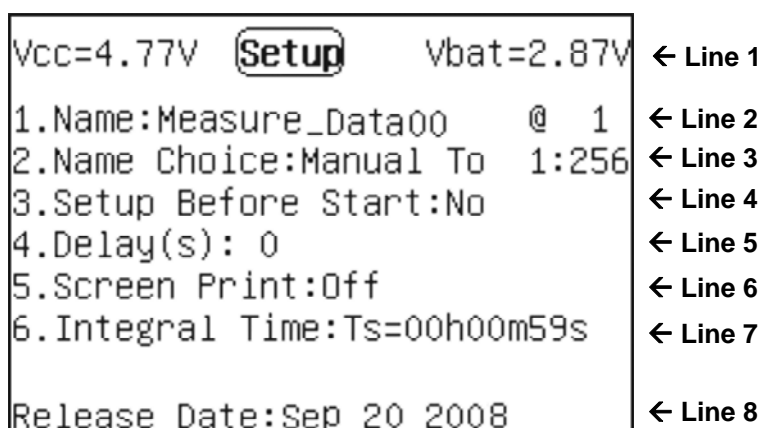 Vcc=4.77V Setup Vbat=2.87V ← Line 1
1.Name:Measure_Data00 @ 1 ← Line 2
2.Name Choice:Manual To 1:256 ← Line 3
3.Setup Before Start:No ← Line 4
4.Delay(s): 0 ← Line 5
5.Screen Print:Off ← Line 6
6.Integral Time:Ts=00h00m59s ← Line 7
Release Date:Sep 20 2008 ← Line 8